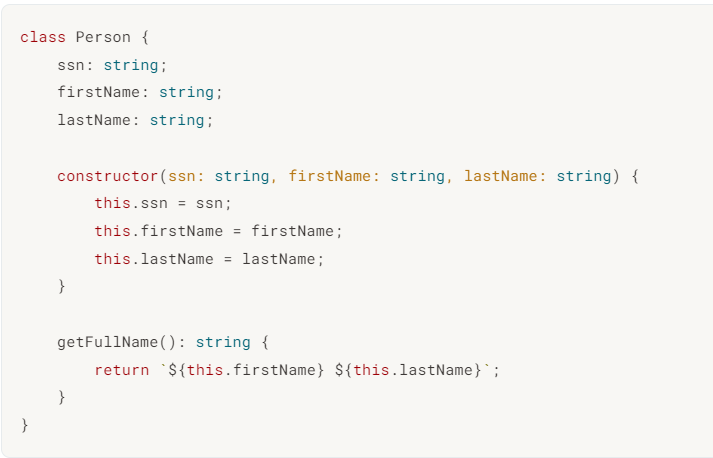 class Person {
    ssn: string;
    firstName: string;
    lastName: string;

    constructor(ssn: string, firstName: string, lastName: string) {
        this.ssn = ssn;
        this.firstName = firstName;
        this.lastName = lastName;
    }

    getFullName(): string {
        return `${this.firstName} ${this.lastName}`;
    }
}